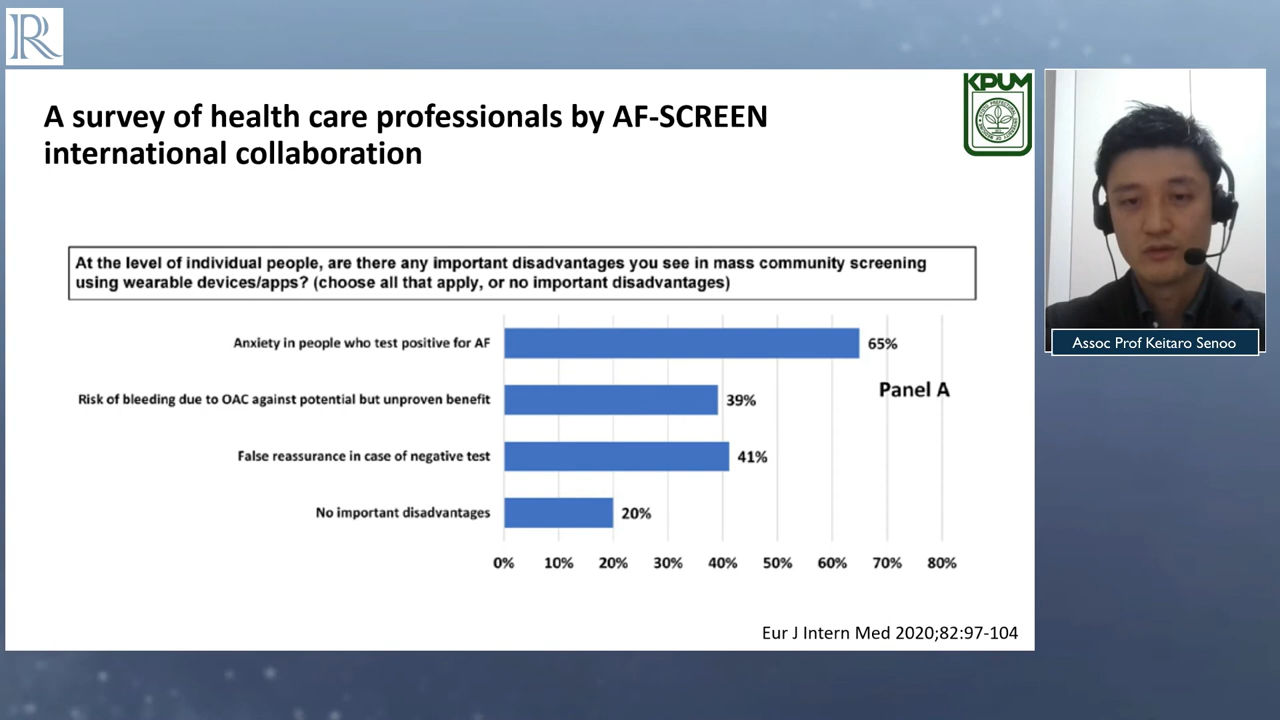 R
A survey of health care professionals by AF-SCREEN
international collaboration
KPUM
At the level of individual people, are there any important disadvantages you see in mass community screening
using wearable devices/apps? (choose all that apply, or no important disadvantages)
Anxiety in people who test positive for AF
65%
Panel A
Risk of bleeding due to OAC against potential but unproven benefit
39%
False reassurance in case of negative test
41%
No important disadvantages
20%
0% 10% 20% 30% 40% 50% 60% 70% 80%
Eur J Intern Med 2020;82:97-104
Assoc Prof Keitaro Senoo